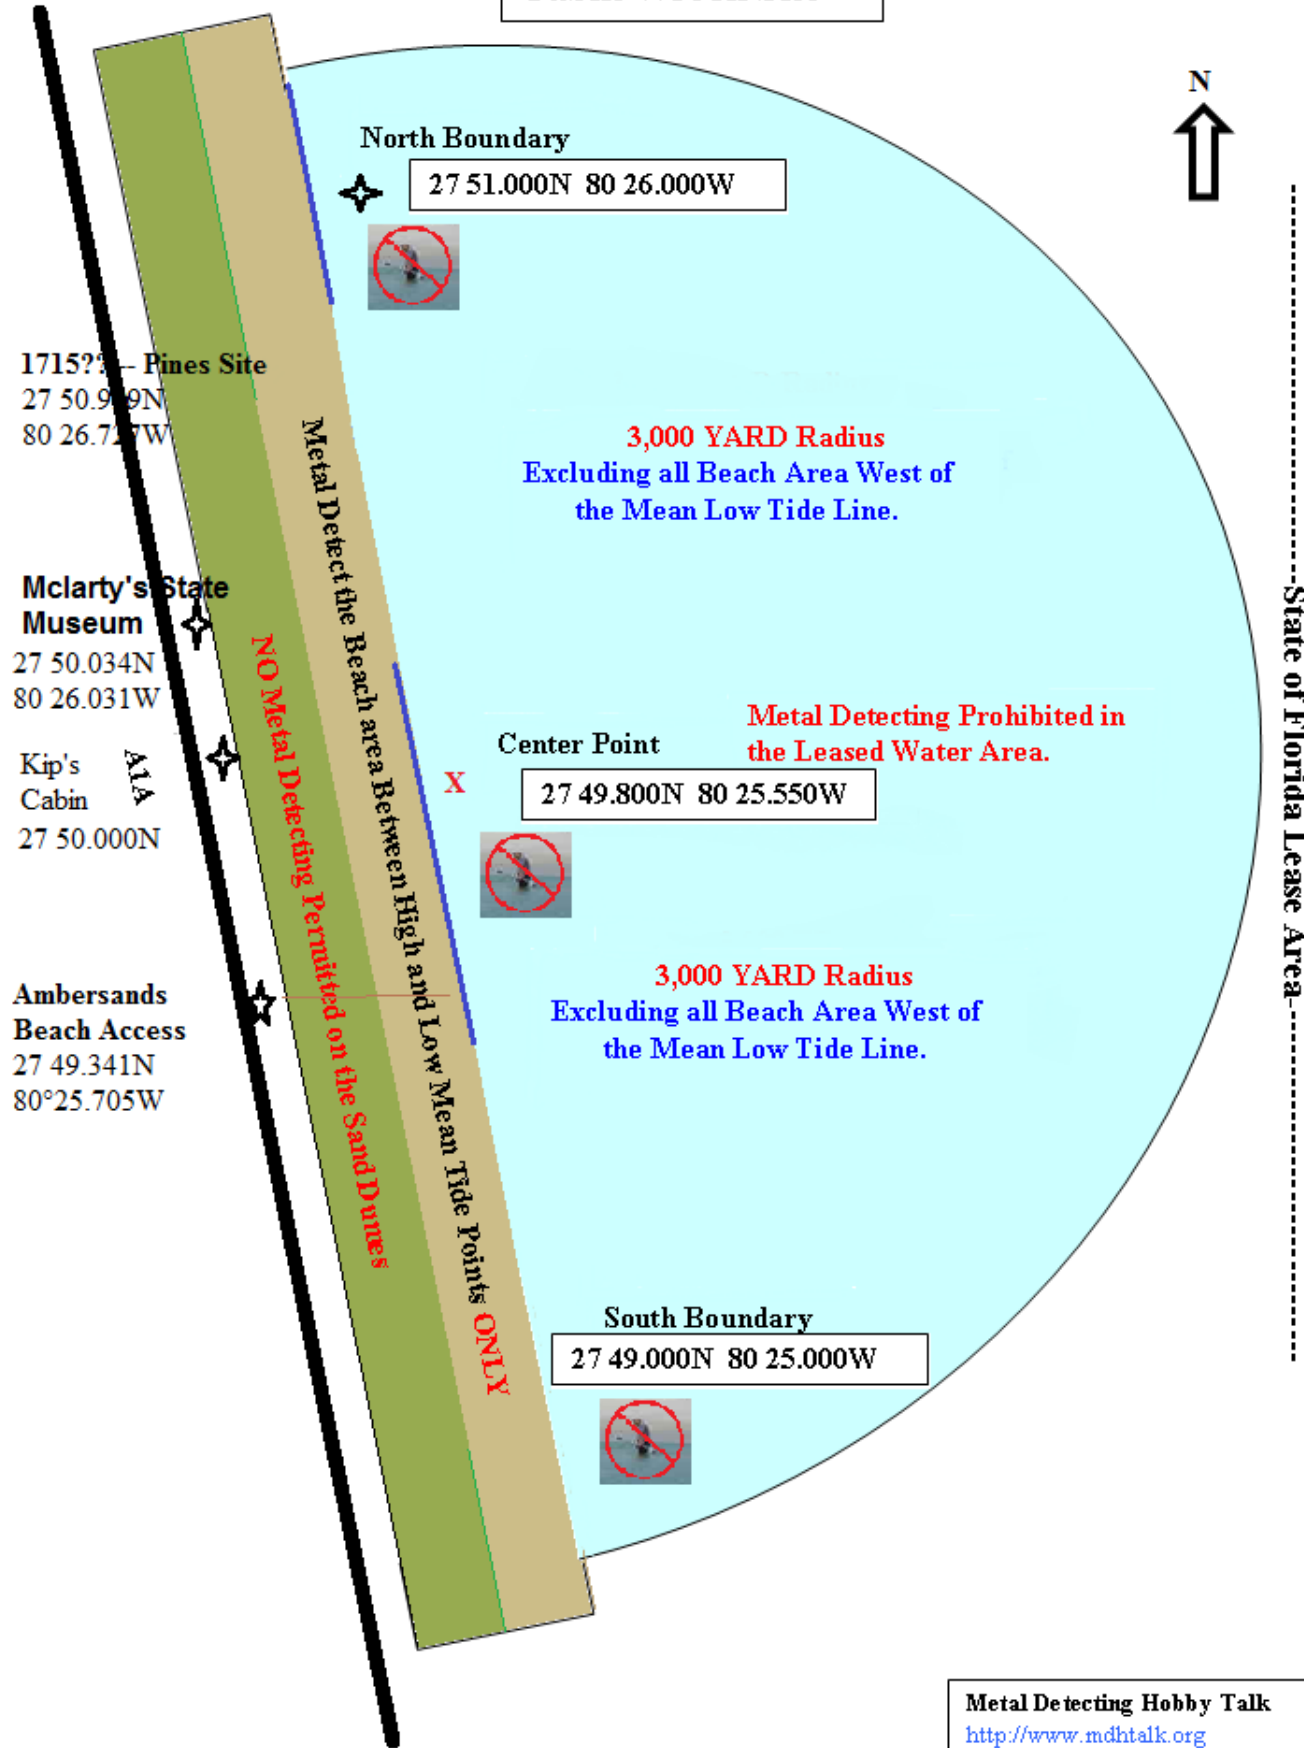 N
North Boundary
27 51.000N 80 26.000W
1715?? -- Pines Site
27 50.9 9N
80 26.7 7W
3,000 YARD Radius
Excluding all Beach Area West of
the Mean Low Tide Line.
Metal Detect the Beach area Between High and Low Mean Tide Points ONLY
Mclarty's State
Museum
27 50.034N
80 26.031W
NO Metal Detecting Permitted on the Sand Dunes
Metal Detecting Prohibited in
the Leased Water Area.
Center Point
X
27 49.800N 80 25.550W
Kip's
Cabin
27 50.000N
A1A
State of Florida Lease Area
3,000 YARD Radius
Excluding all Beach Area West of
the Mean Low Tide Line.
Ambersands
Beach Access
27 49.341N
80°25.705W
South Boundary
27 49.000N 80 25.000W
Metal Detecting Hobby Talk
http://www.mdhtalk.org